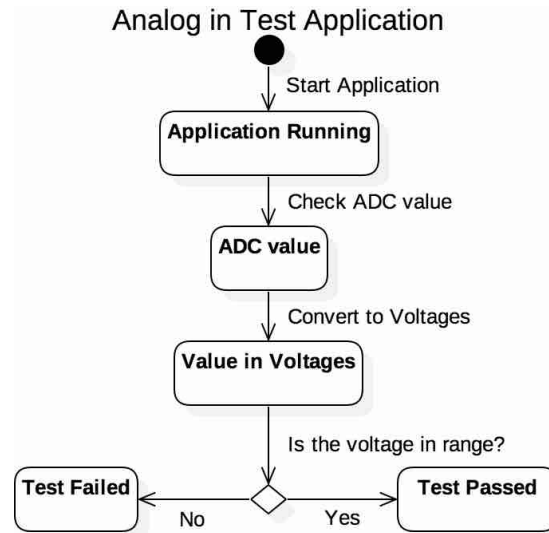 Analog in Test Application
Start Application
Application Running
Check ADC value
ADC value
Convert to Voltages
Value in Voltages
Is the voltage in range?
Test Failed
Test Passed
No
Yes